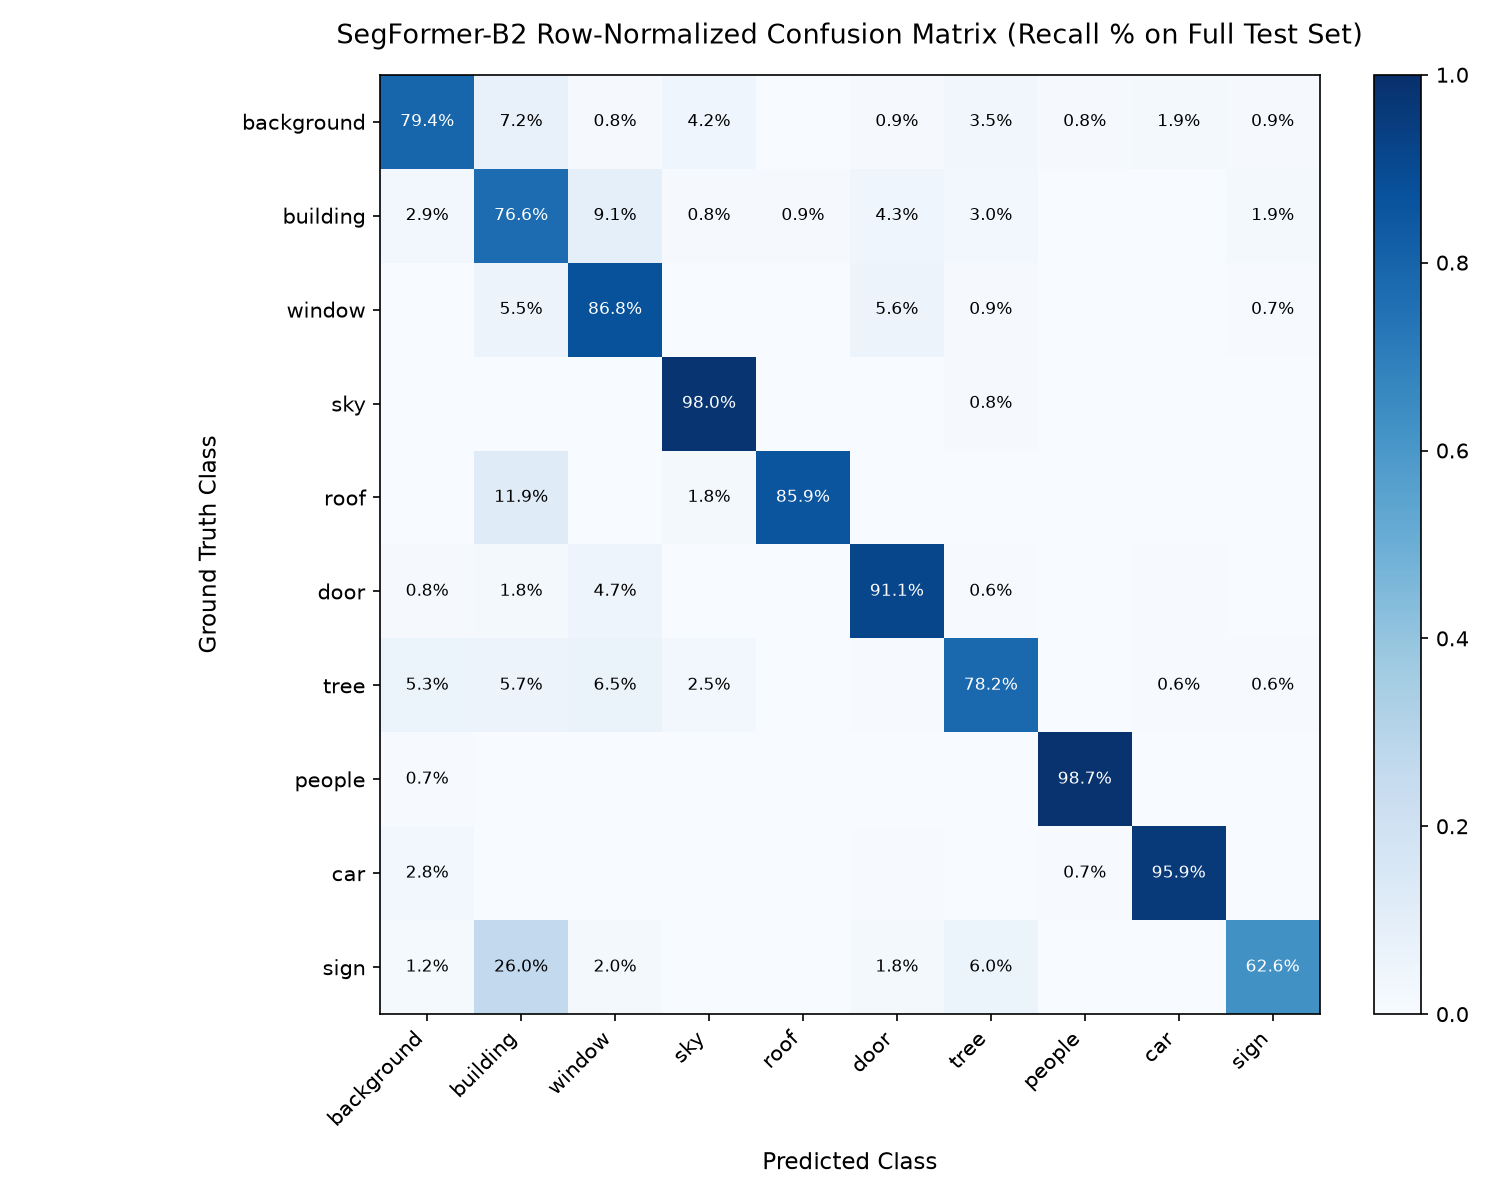 SegFormer-B2 Row-Normalized Confusion Matrix (Recall % on Full Test Set)
background 79.4% 7.2% 0.8% 4.2% 0.9% 3.5% 0.8% 1.9% 0.9%
building 2.9% 76.6% 9.1% 0.8% 0.9% 4.3% 3.0% 1.9%
window 5.5% 86.8% 5.6% 0.9% 0.7%
sky 98.0% 0.8%
roof 11.9% 1.8% 85.9%
door 0.8% 1.8% 4.7% 91.1% 0.6%
tree 5.3% 5.7% 6.5% 2.5% 78.2% 0.6% 0.6%
people 0.7% 98.7%
car 2.8% 0.7% 95.9%
sign 1.2% 26.0% 2.0% 1.8% 6.0% 62.6%
background building window sky roof door tree people car sign
Predicted Class
Ground Truth Class
1.0
0.8
0.6
0.4
0.2
0.0